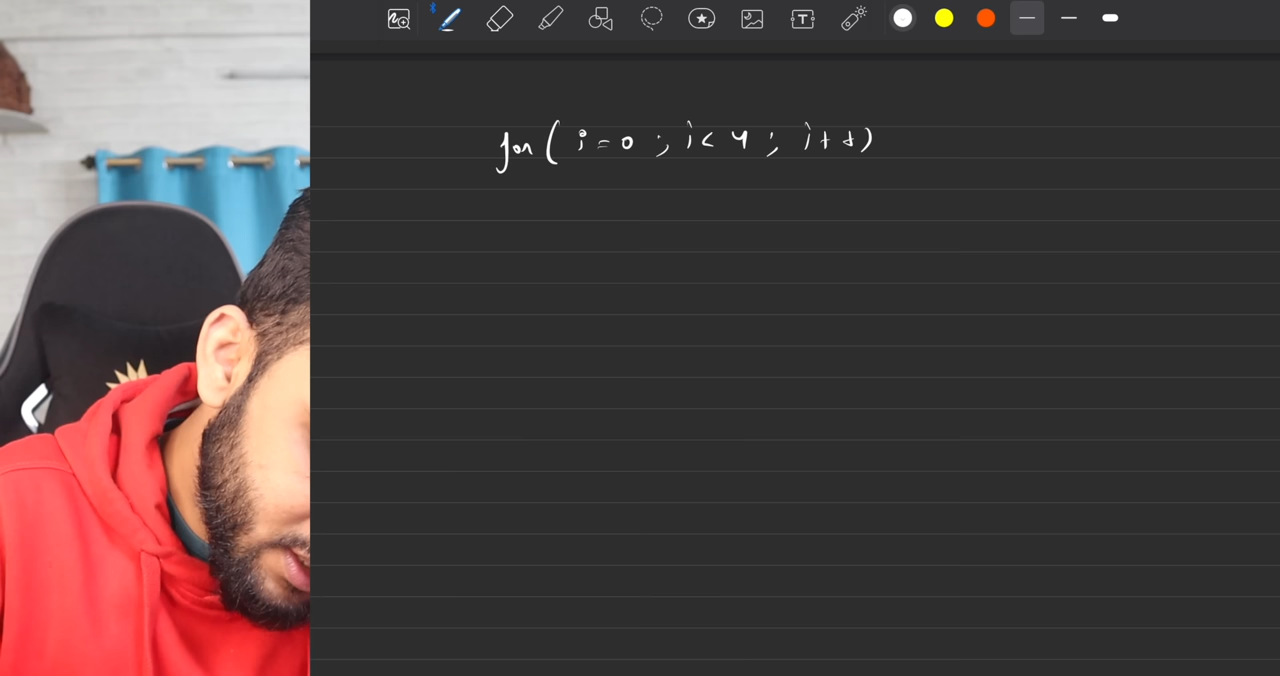 for( i=0 ; i< 4 ; i++)